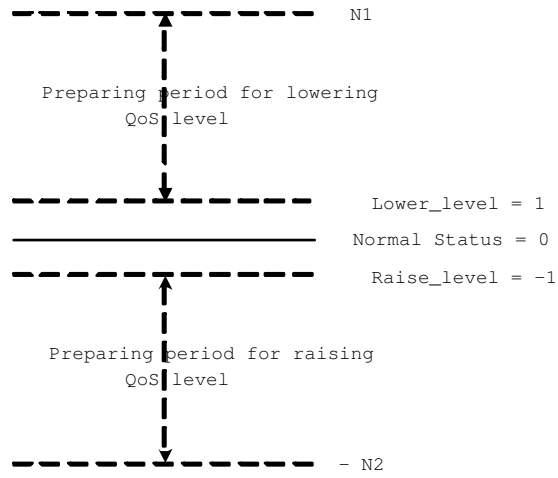 N1
Preparing period for lowering
QoS level
Lower_level = 1
Normal Status = 0
Raise_level = -1
Preparing period for raising
QoS level
- N2